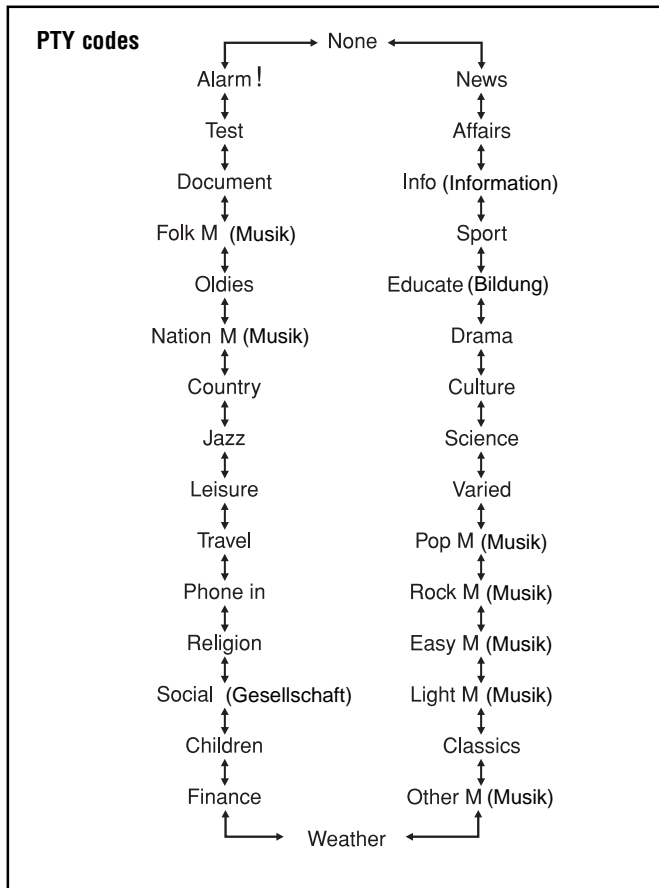 PTY codes
None
Alarm !
News
Test
Affairs
Document
Info (Information)
Folk M (Musik)
Sport
Oldies
Educate (Bildung)
Nation M (Musik)
Drama
Country
Culture
Jazz
Science
Leisure
Varied
Travel
Pop M (Musik)
Phone in
Rock M (Musik)
Religion
Easy M (Musik)
Social (Gesellschaft)
Light M (Musik)
Children
Classics
Finance
Other M (Musik)
Weather